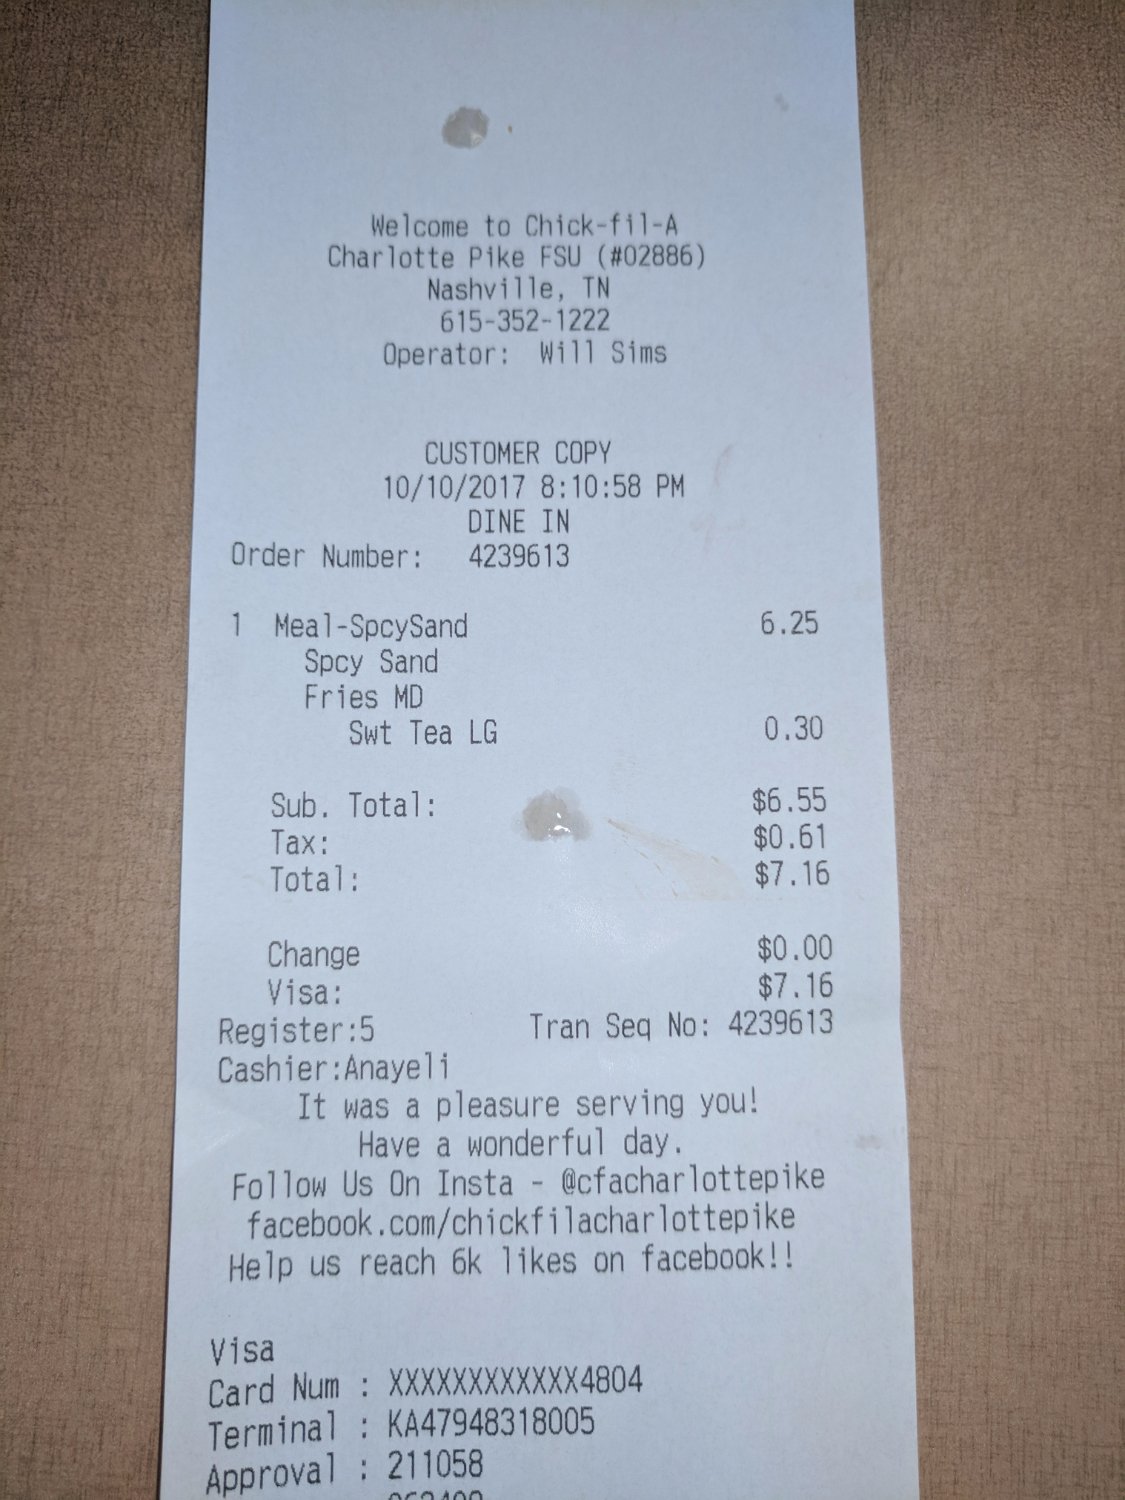 Welcome to Chick-fil-A
Charlotte Pike FSU (#02886)
Nashville, TN
615-352-1222
Operator: Will Sims
CUSTOMER COPY
10/10/2017 8:10:58 PM
DINE IN
Order Number: 4239613
1 Meal-SpcySand 6.25
Spcy Sand
Fries MD
Swt Tea LG 0.30
Sub. Total: $6.55
Tax: $0.61
Total: $7.16
Change $0.00
Visa: $7.16
Register:5 Tran Seq No: 4239613
Cashier:Anayeli
It was a pleasure serving you!
Have a wonderful day.
Follow Us On Insta - @cfacharlottepike
facebook.com/chickfilacharlottepike
Help us reach 6k likes on facebook!!
Visa
Card Num : XXXXXXXXXXXX4804
Terminal : KA47948318005
Approval : 211058